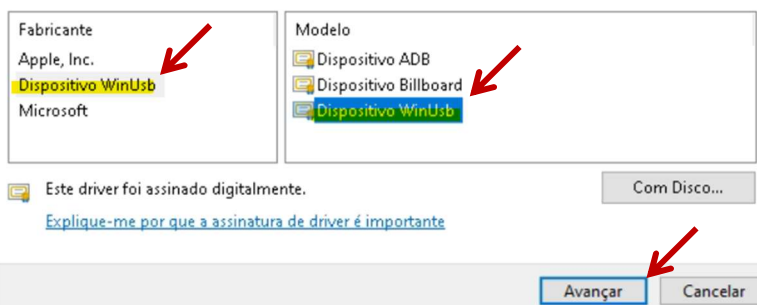 Fabricante
Apple, Inc.
Dispositivo WinUsb
Microsoft
Modelo
Dispositivo ADB
Dispositivo Billboard
Dispositivo WinUsb
Este driver foi assinado digitalmente.
Com Disco...
Explique-me por que a assinatura de driver é importante
Avançar
Cancelar